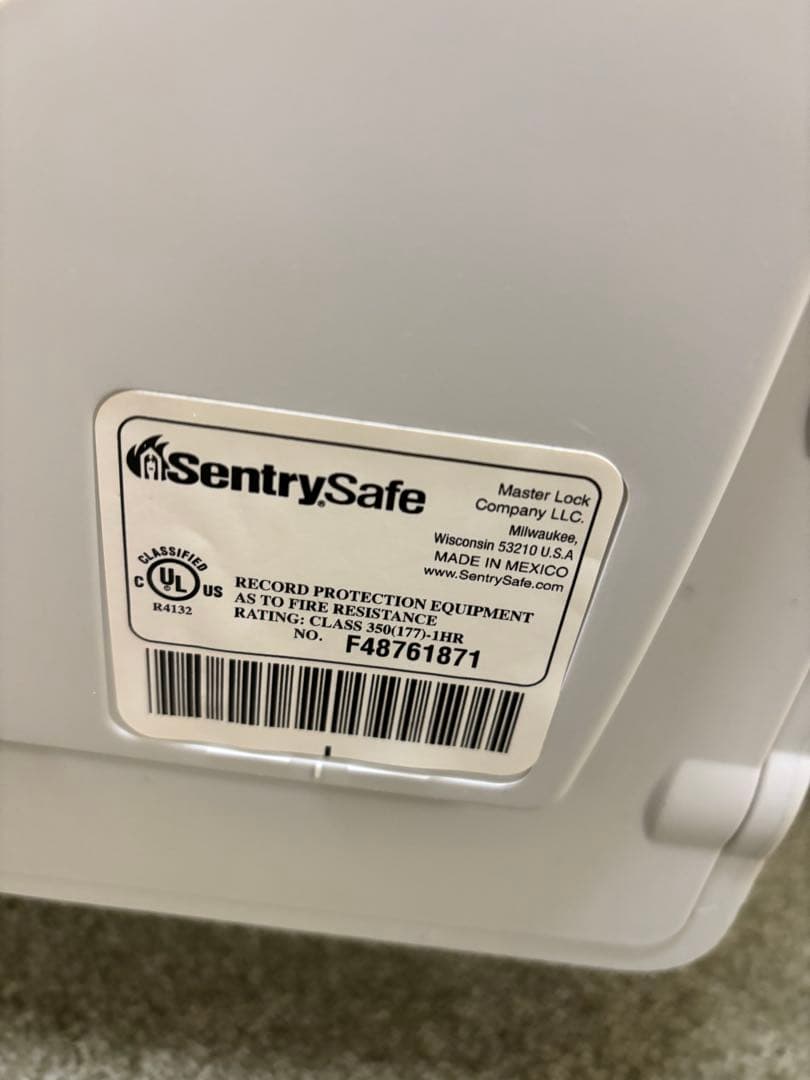 SentrySafe
Master Lock
Company LLC.
Milwaukee,
Wisconsin 53210 U.S.A
MADE IN MEXICO
www.SentrySafe.com
CLASSIFIED
C UL US
®
R4132
RECORD PROTECTION EQUIPMENT
AS TO FIRE RESISTANCE
RATING: CLASS 350(177)-1HR
NO. F48761871